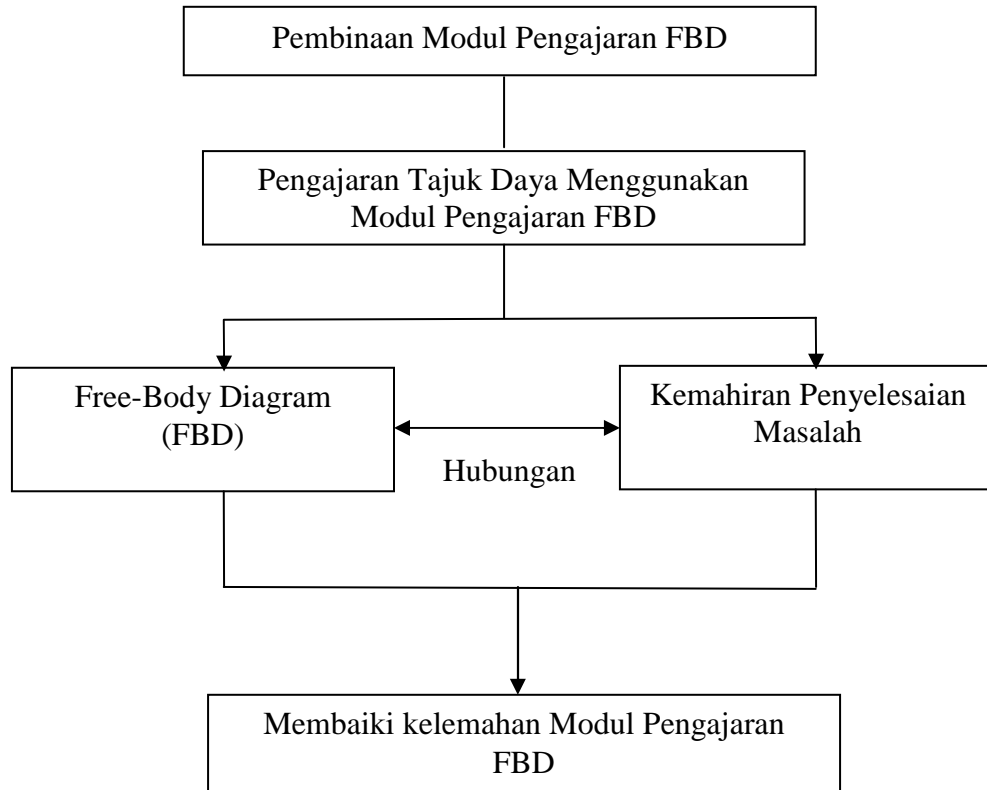 Pembinaan Modul Pengajaran FBD
Pengajaran Tajuk Daya Menggunakan
Modul Pengajaran FBD
Free-Body Diagram
(FBD)
Hubungan
Kemahiran Penyelesaian
Masalah
Membaiki kelemahan Modul Pengajaran
FBD